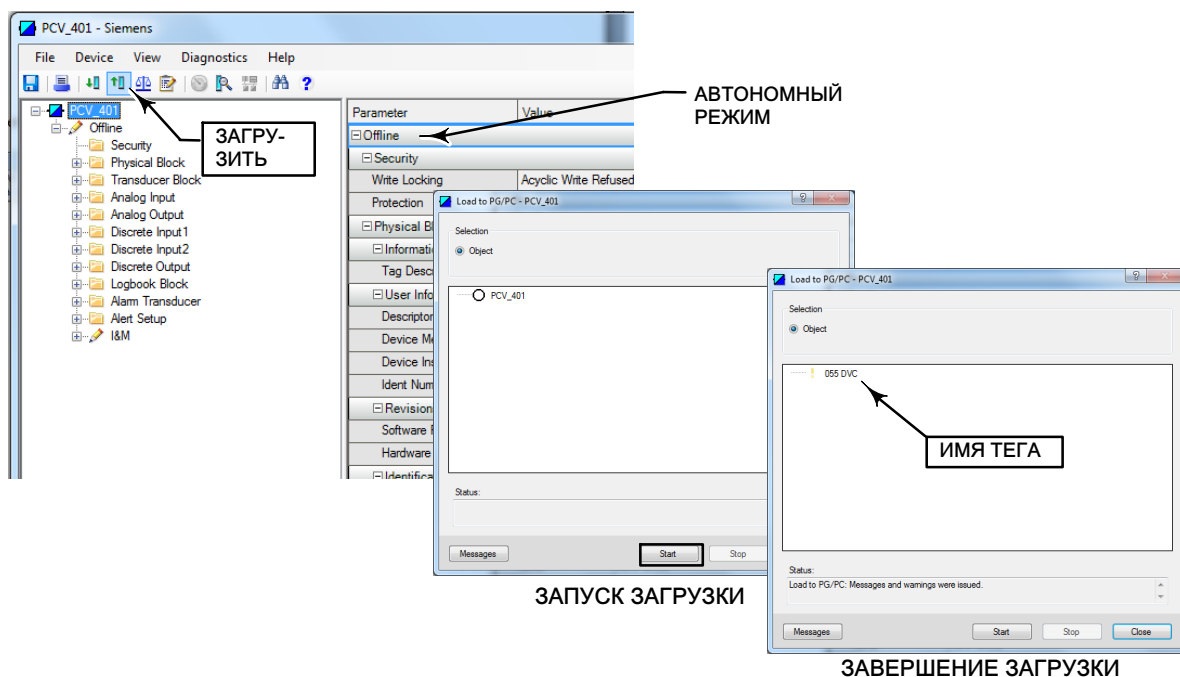 PCV_401 - Siemens
File Device View Diagnostics Help
PCV_401
Offline
Security
Physical Block
Transducer Block
Analog Input
Analog Output
Discrete Input1
Discrete Input2
Discrete Output
Logbook Block
Alarm Transducer
Alert Setup
I&M
ЗАГРУ-
ЗИТЬ
АВТОНОМНЫЙ
РЕЖИМ
Parameter Value
Offline
Security
Write Locking Acyclic Write Refused
Protection
Physical Bl
Informati
Tag Descr
User Info
Descriptor
Device Me
Device Ins
Ident Num
Revision
Software R
Hardware
Identifica
Load to PG/PC - PCV_401
Selection
Object
PCV_401
Status:
Messages Start Stop
ЗАПУСК ЗАГРУЗКИ
Load to PG/PC - PCV_401
Selection
Object
! 055 DVC
ИМЯ ТЕГА
Status:
Load to PG/PC: Messages and warnings were issued.
Messages Start Stop Close
ЗАВЕРШЕНИЕ ЗАГРУЗКИ